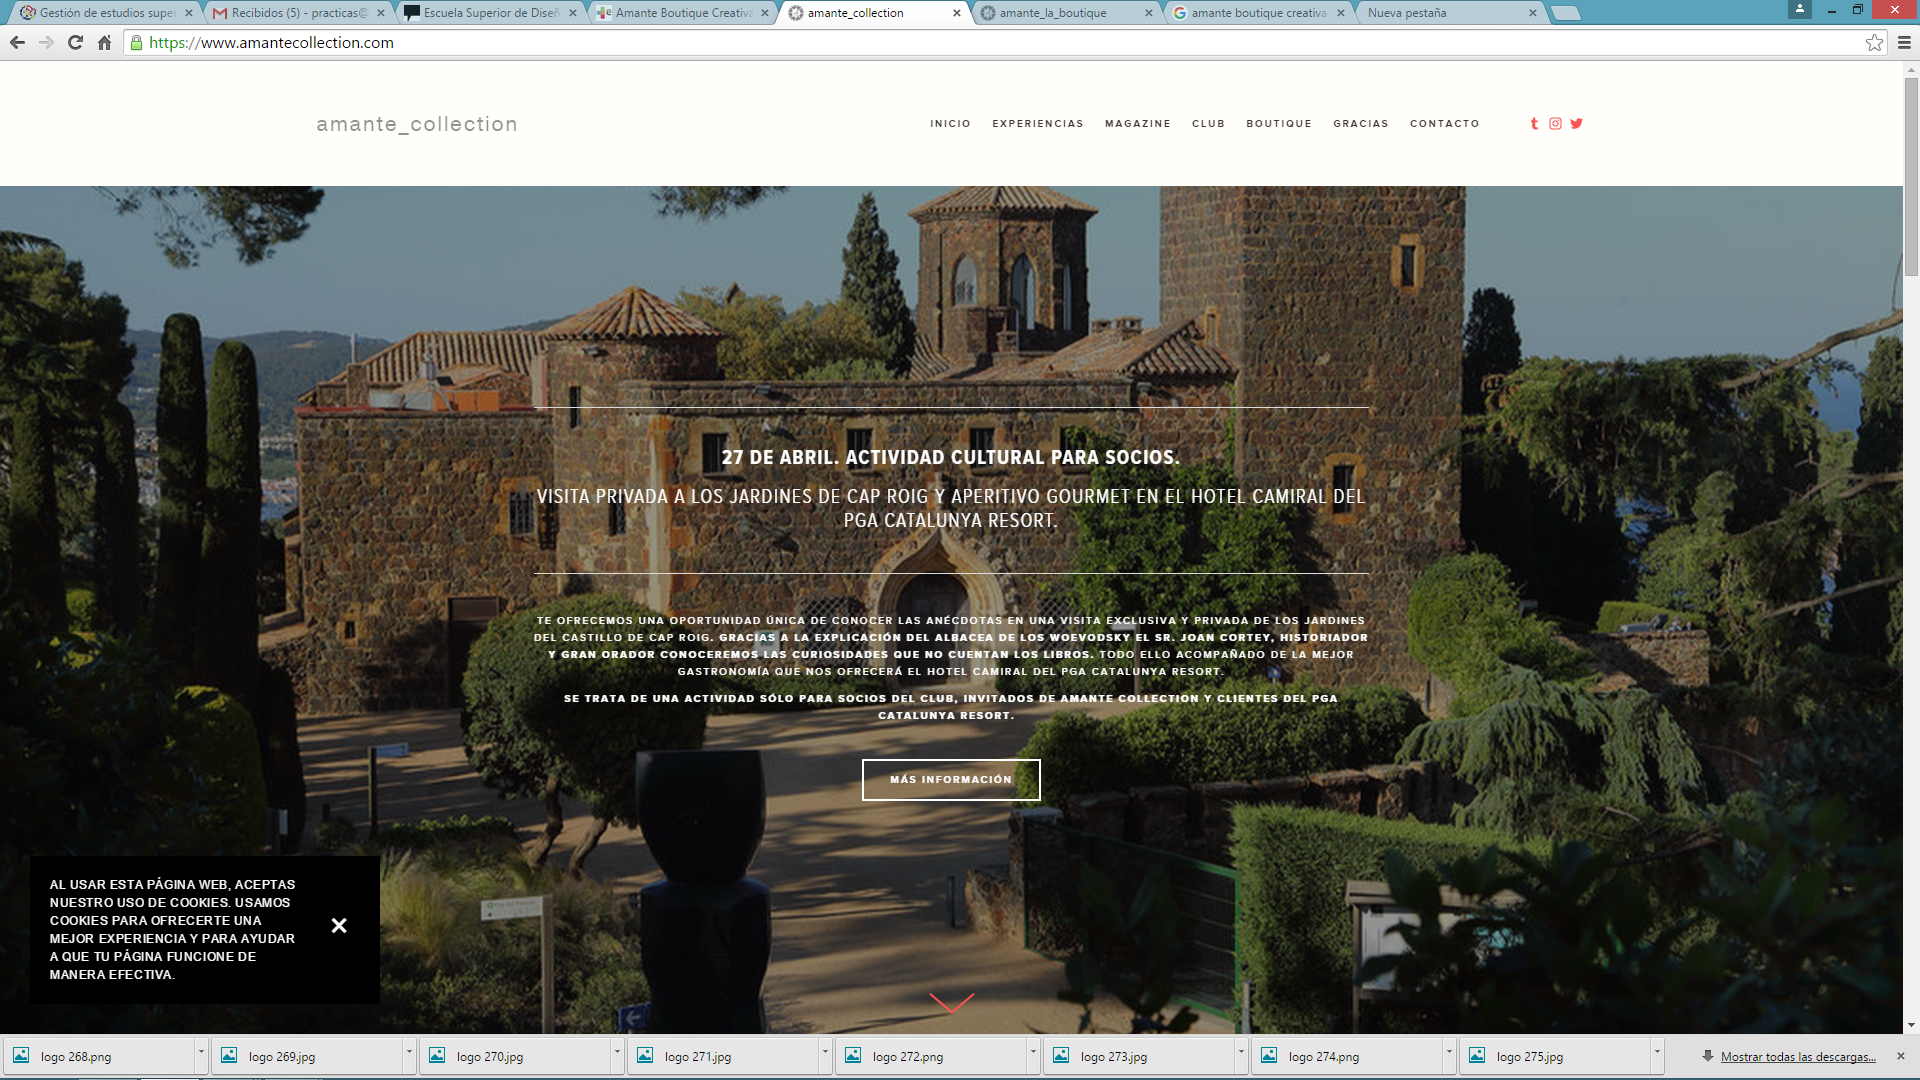 Gestión de estudios super
Recibidos (5) - practicas@
Escuela Superior de Diseñ
Amante Boutique Creativa
amante_collection
amante_la_boutique
amante boutique creativa
Nueva pestaña
https://www.amantecollection.com
amante_collection
INICIO
EXPERIENCIAS
MAGAZINE
CLUB
BOUTIQUE
GRACIAS
CONTACTO
27 DE ABRIL. ACTIVIDAD CULTURAL PARA SOCIOS.
VISITA PRIVADA A LOS JARDINES DE CAP ROIG Y APERITIVO GOURMET EN EL HOTEL CAMIRAL DEL
PGA CATALUNYA RESORT.
TE OFRECEMOS UNA OPORTUNIDAD ÚNICA DE CONOCER LAS ANÉCDOTAS EN UNA VISITA EXCLUSIVA Y PRIVADA DE LOS JARDINES
DEL CASTILLO DE CAP ROIG. GRACIAS A LA EXPLICACIÓN DEL ALBACEA DE LOS WOEVODSKY EL SR. JOAN CORTEY, HISTORIADOR
Y GRAN ORADOR CONOCEREMOS LAS CURIOSIDADES QUE NO CUENTAN LOS LIBROS. TODO ELLO ACOMPAÑADO DE LA MEJOR
GASTRONOMÍA QUE NOS OFRECERÁ EL HOTEL CAMIRAL DEL PGA CATALUNYA RESORT.
SE TRATA DE UNA ACTIVIDAD SÓLO PARA SOCIOS DEL CLUB, INVITADOS DE AMANTE COLLECTION Y CLIENTES DEL PGA
CATALUNYA RESORT.
MÁS INFORMACIÓN
AL USAR ESTA PÁGINA WEB, ACEPTAS
NUESTRO USO DE COOKIES. USAMOS
COOKIES PARA OFRECERTE UNA
MEJOR EXPERIENCIA Y PARA AYUDAR
A QUE TU PÁGINA FUNCIONE DE
MANERA EFECTIVA.
logo 268.png
logo 269.jpg
logo 270.jpg
logo 271.jpg
logo 272.png
logo 273.jpg
logo 274.png
logo 275.jpg
Mostrar todas las descargas...